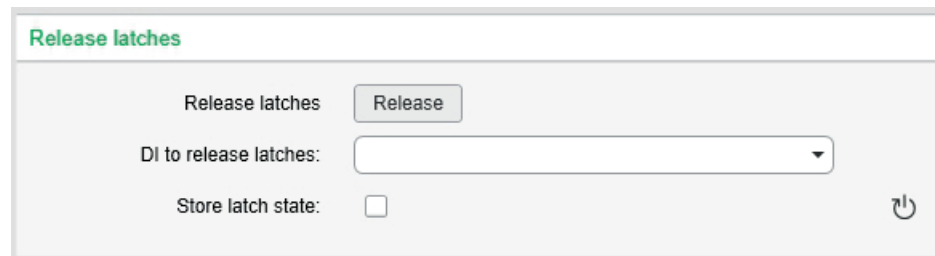 Release latches
Release latches Release
DI to release latches:
Store latch state: